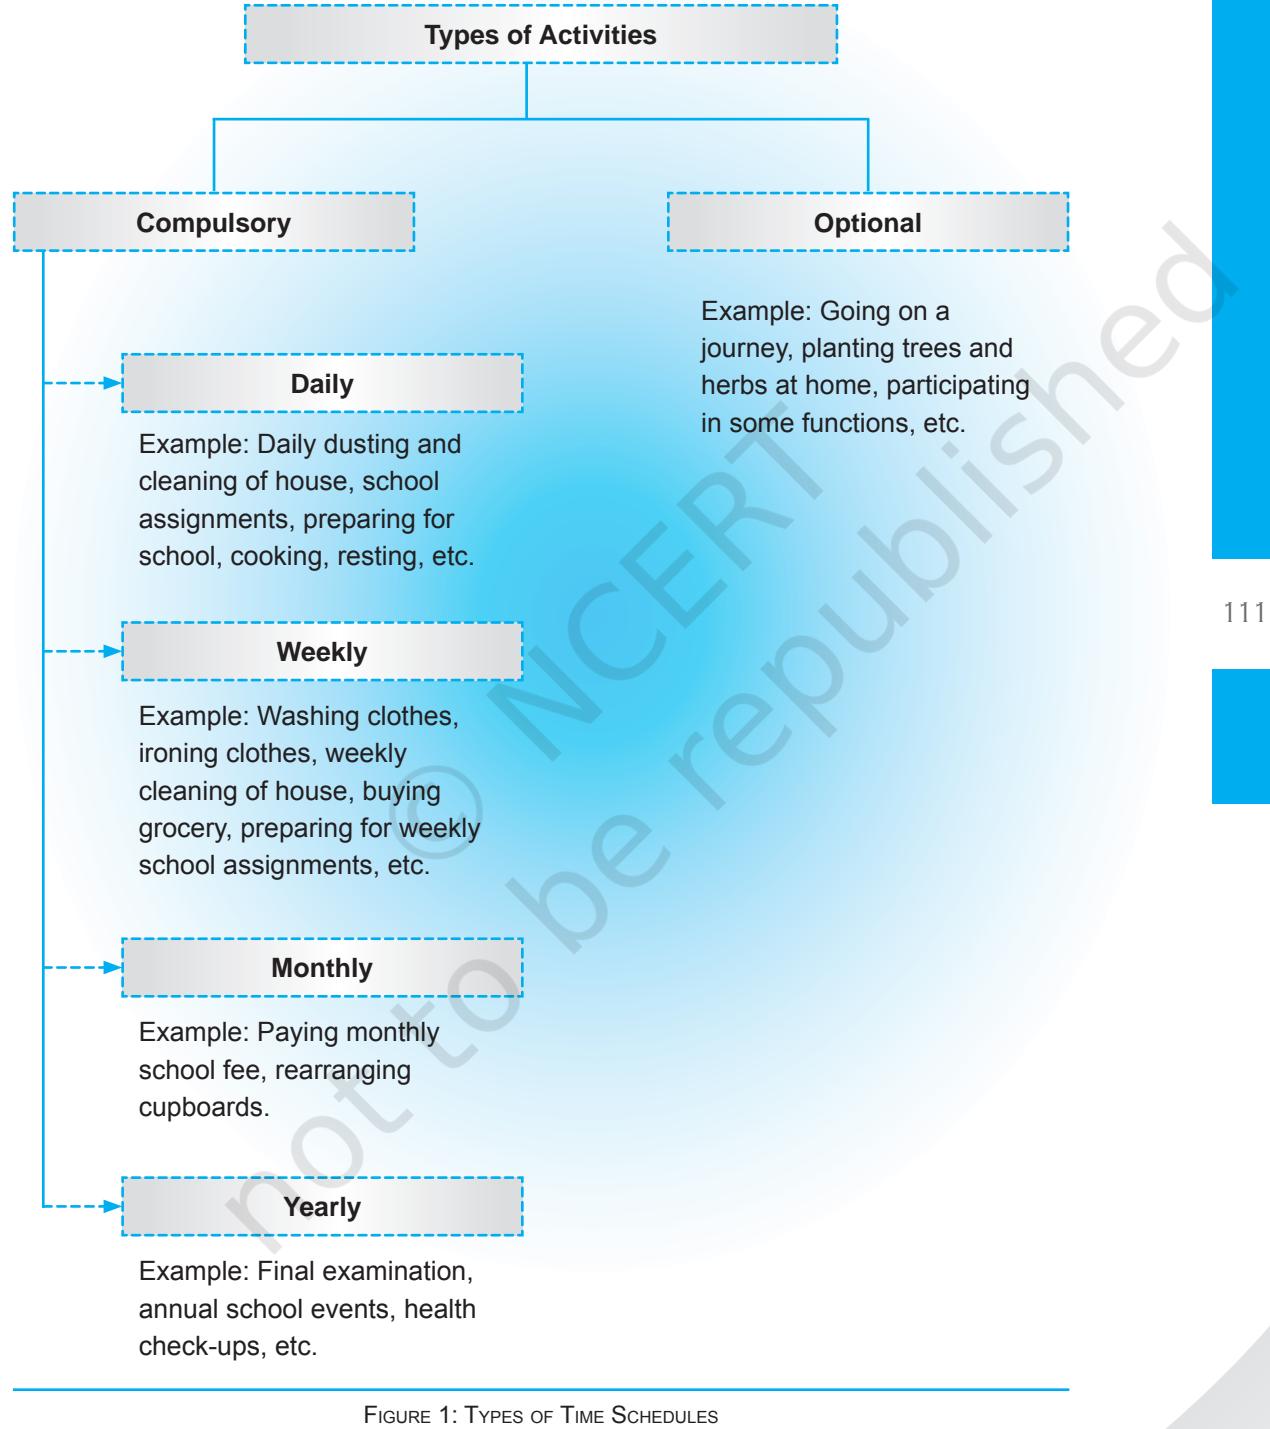 Types of Activities
Compulsory
Optional
Example: Going on a
journey, planting trees and
herbs at home, participating
in some functions, etc.
Daily
Example: Daily dusting and
cleaning of house, school
assignments, preparing for
school, cooking, resting, etc.
Weekly
Example: Washing clothes,
ironing clothes, weekly
cleaning of house, buying
grocery, preparing for weekly
school assignments, etc.
Monthly
Example: Paying monthly
school fee, rearranging
cupboards.
Yearly
Example: Final examination,
annual school events, health
check-ups, etc.
Figure 1: Types of Time Schedules
111
© NCERT
not to be republished